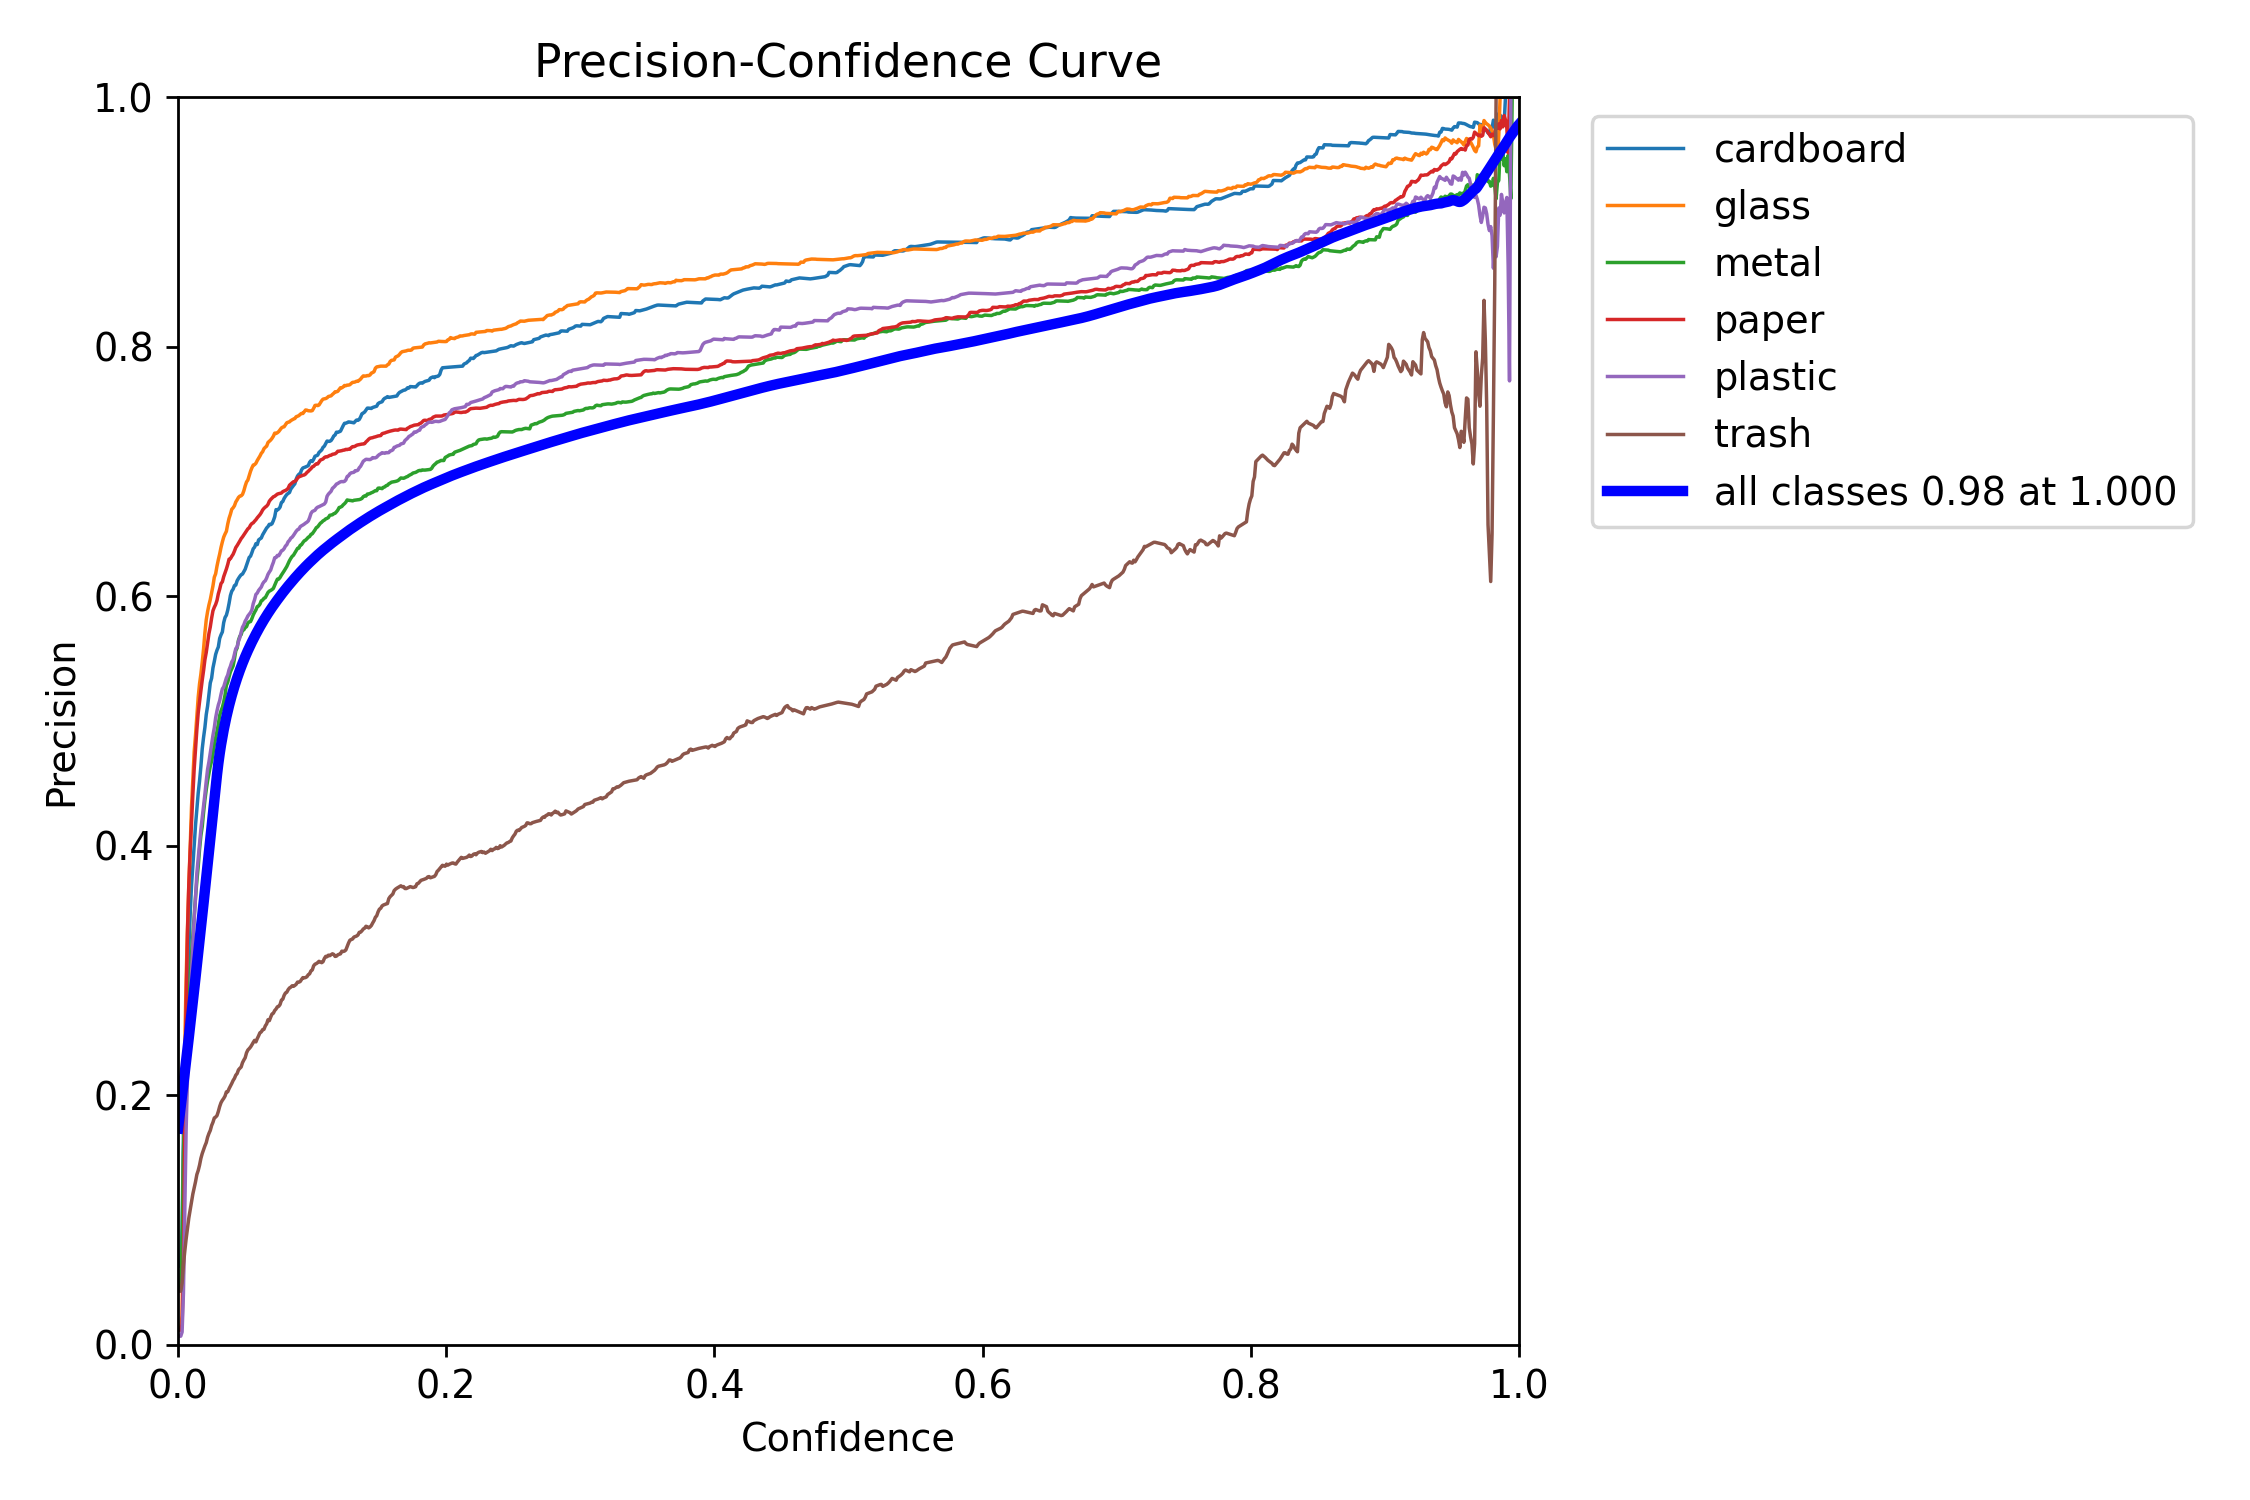 Precision-Confidence Curve
1.0
0.8
0.6
0.4
0.2
0.0
Precision
0.0 0.2 0.4 0.6 0.8 1.0
Confidence
cardboard
glass
metal
paper
plastic
trash
all classes 0.98 at 1.000